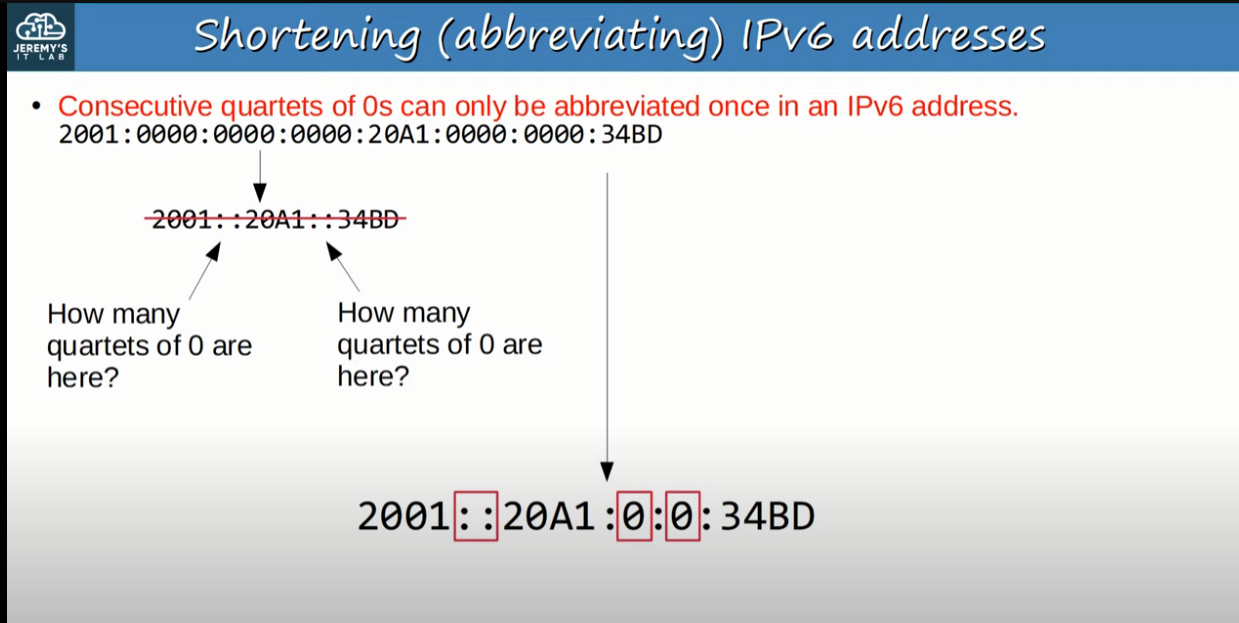 JEREMY'S
IT LAB
Shortening (abbreviating) IPv6 addresses
• Consecutive quartets of 0s can only be abbreviated once in an IPv6 address.
2001:0000:0000:0000:20A1:0000:0000:34BD
2001::20A1::34BD
How many
quartets of 0 are
here?
How many
quartets of 0 are
here?
2001::20A1:0:0:34BD